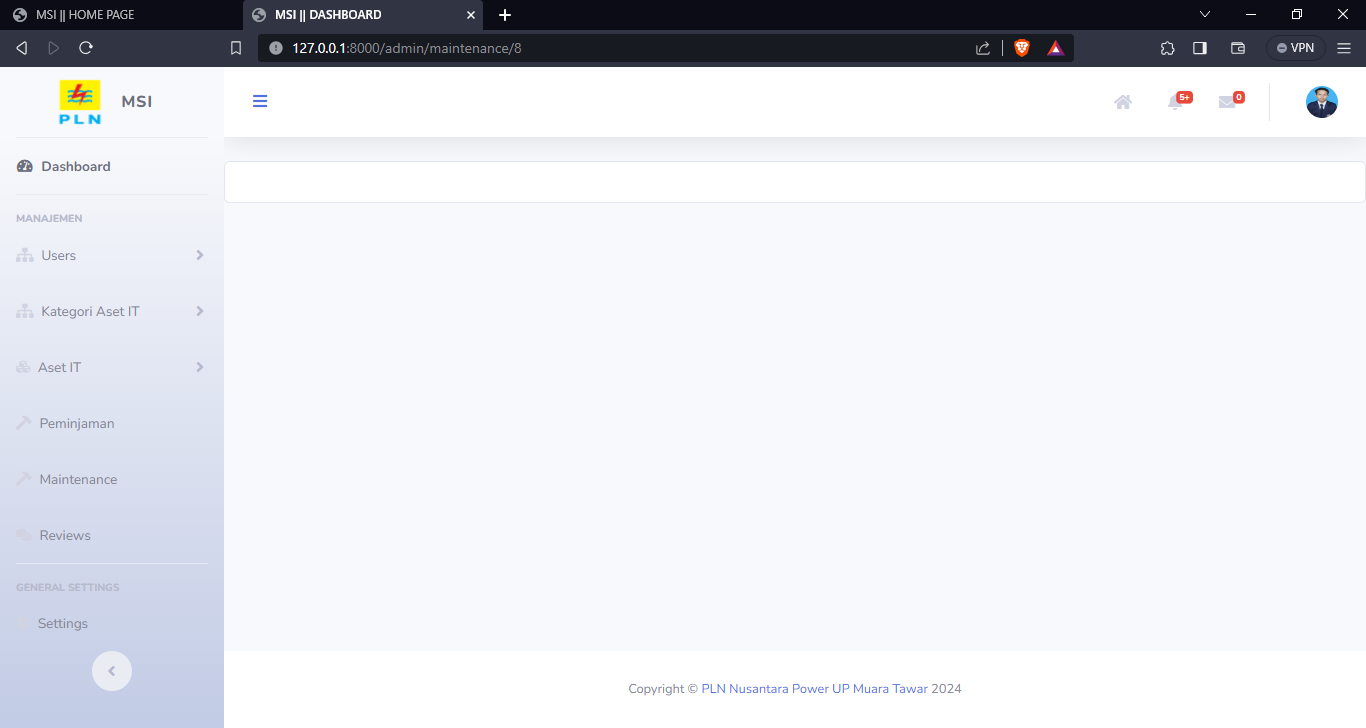 MSI || HOME PAGE
MSI || DASHBOARD
127.0.0.1:8000/admin/maintenance/8
VPN
PLN
MSI
5+
0
Dashboard
MANAJEMEN
Users
Kategori Aset IT
Aset IT
Peminjaman
Maintenance
Reviews
GENERAL SETTINGS
Settings
Copyright © PLN Nusantara Power UP Muara Tawar 2024